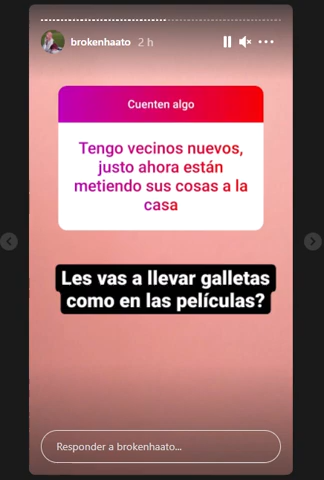 brokenhaato 2 h
Cuenten algo
Tengo vecinos nuevos,
justo ahora están
metiendo sus cosas a la
casa
Les vas a llevar galletas
como en las películas?
Responder a brokenhaato...